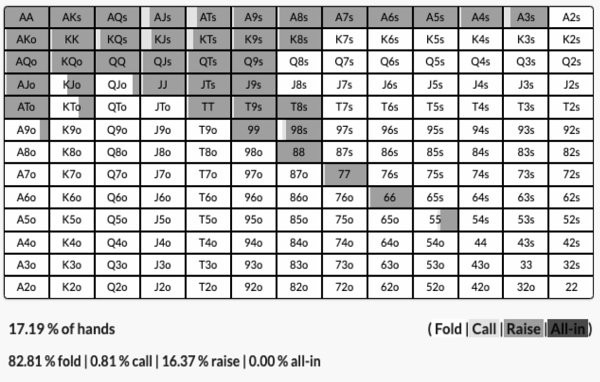 AA AKs AQs AJs ATs A9s A8s A7s A6s A5s A4s A3s A2s
AKo KK KQs KJs KTs K9s K8s K7s K6s K5s K4s K3s K2s
AQo KQo QQ QJs QTs Q9s Q8s Q7s Q6s Q5s Q4s Q3s Q2s
AJo KJo QJo JJ JTs J9s J8s J7s J6s J5s J4s J3s J2s
ATo KTo QTo JTo TT T9s T8s T7s T6s T5s T4s T3s T2s
A9o K9o Q9o J9o T9o 99 98s 97s 96s 95s 94s 93s 92s
A8o K8o Q8o J8o T8o 98o 88 87s 86s 85s 84s 83s 82s
A7o K7o Q7o J7o T7o 97o 87o 77 76s 75s 74s 73s 72s
A6o K6o Q6o J6o T6o 96o 86o 76o 66 65s 64s 63s 62s
A5o K5o Q5o J5o T5o 95o 85o 75o 65o 55 54s 53s 52s
A4o K4o Q4o J4o T4o 94o 84o 74o 64o 54o 44 43s 42s
A3o K3o Q3o J3o T3o 93o 83o 73o 63o 53o 43o 33 32s
A2o K2o Q2o J2o T2o 92o 82o 72o 62o 52o 42o 32o 22
17.19 % of hands (Fold | Call | Raise | All-in)
82.81 % fold | 0.81 % call | 16.37 % raise | 0.00 % all-in